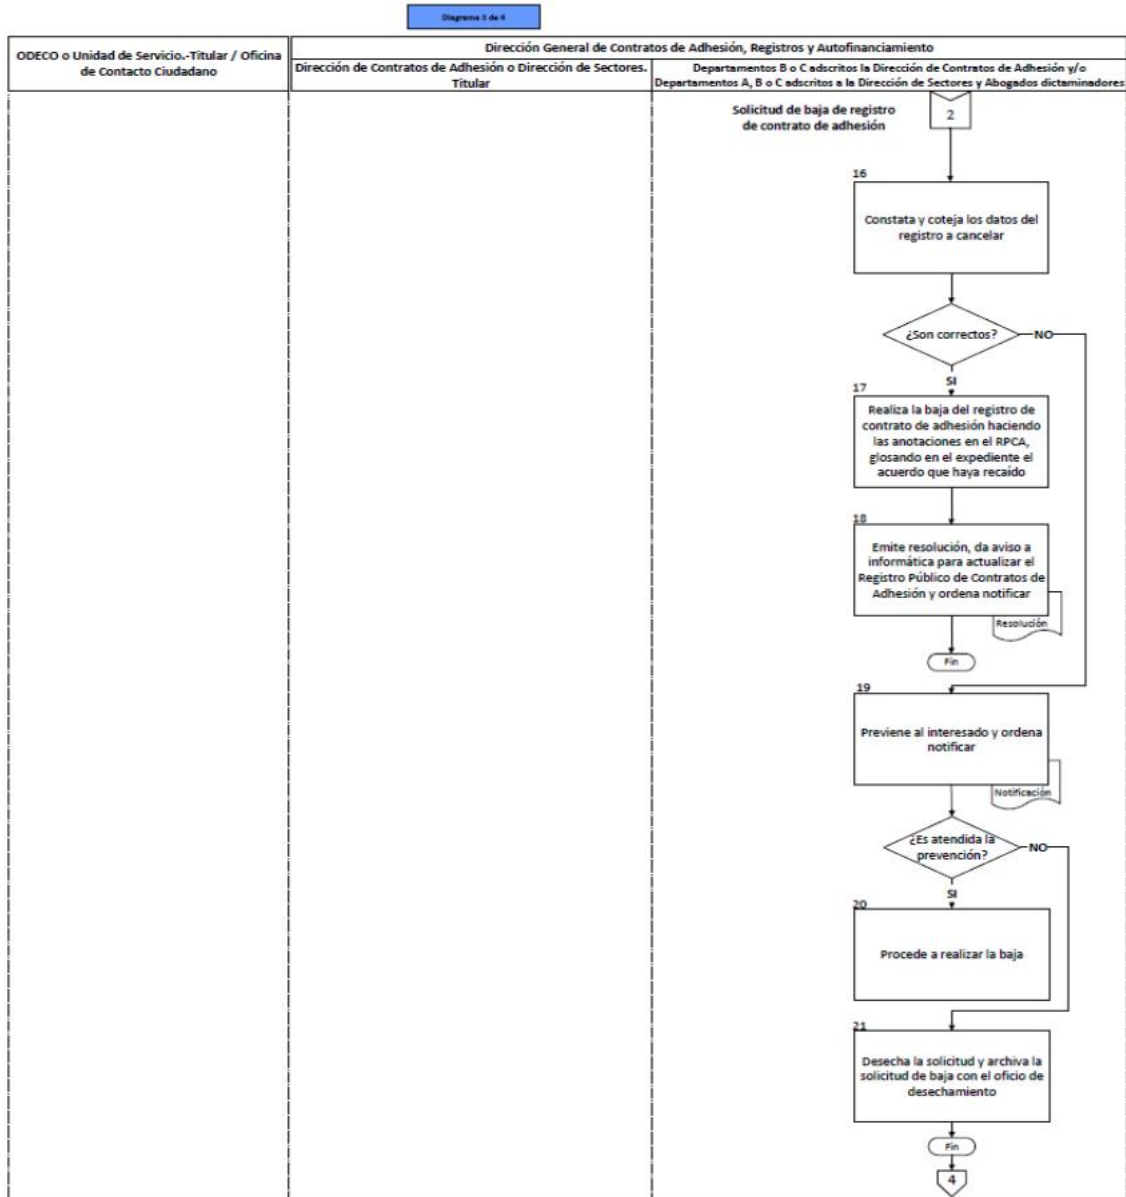 Diagrama 3 de 4
ODECO o Unidad de Servicio.-Titular / Oficina
de Contacto Ciudadano
Dirección General de Contratos de Adhesión, Registros y Autofinanciamiento
Dirección de Contratos de Adhesión o Dirección de Sectores.
Titular
Departamentos B o C adscritos la Dirección de Contratos de Adhesión y/o
Departamentos A, B o C adscritos a la Dirección de Sectores y Abogados dictaminadores
Solicitud de baja de registro
de contrato de adhesión
2
16
Constata y coteja los datos del
registro a cancelar
¿Son correctos?
NO
SI
17
Realiza la baja del registro de
contrato de adhesión haciendo
las anotaciones en el RPCA,
glosando en el expediente el
acuerdo que haya recaído
18
Emite resolución, da aviso a
informática para actualizar el
Registro Público de Contratos de
Adhesión y ordena notificar
Resolución
Fin
19
Previene al interesado y ordena
notificar
Notificación
¿Es atendida la
prevención?
NO
SI
20
Procede a realizar la baja
21
Desecha la solicitud y archiva la
solicitud de baja con el oficio de
desechamiento
Fin
4